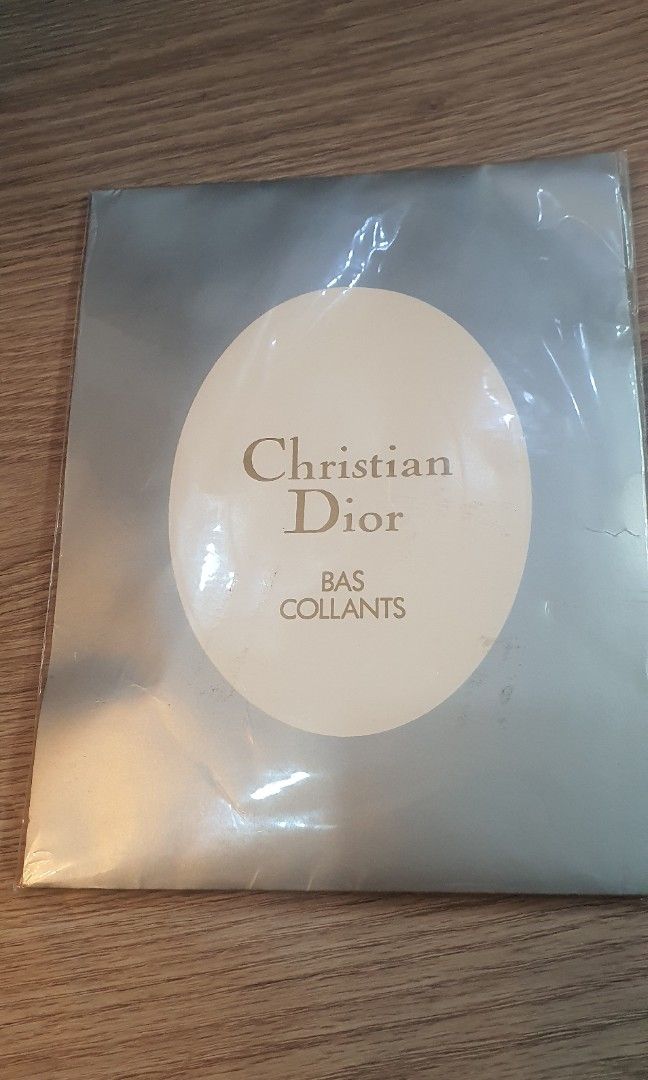 Christian
Dior
BAS
COLLANTS